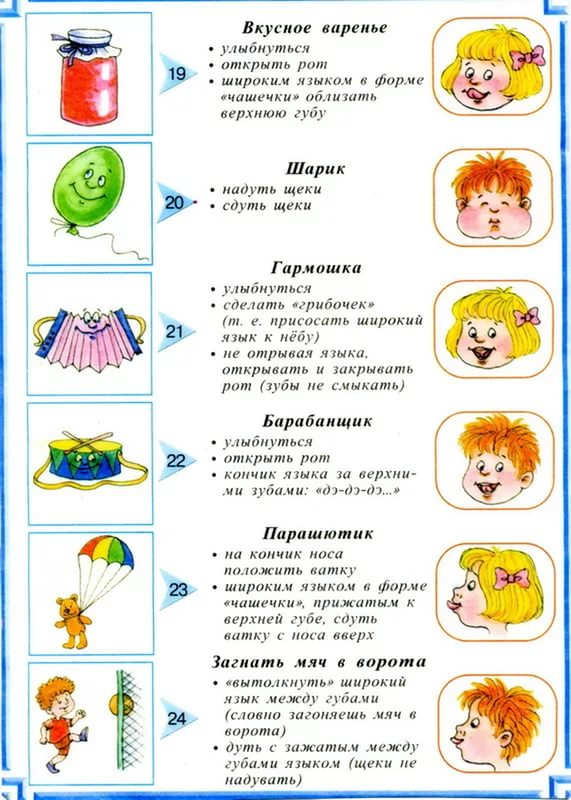 Вкусное варенье
19
• улыбнуться
• открыть рот
• широким языком в форме
“чашечки” облизать
верхнюю губу
Шарик
20
• надуть щеки
• сдуть щеки
Гармошка
21
• улыбнуться
• сделать «грибочек»
(т. е. присосать широкий
язык к нёбу)
• не отрывая языка,
открывать и закрывать
рот (зубы не смыкать)
Барабанщик
22
• улыбнуться
• открыть рот
• кончик языка за верхни-
ми зубами: «дэ-дэ-дэ...»
Парашютик
23
• на кончик носа
положить ватку
• широким языком в форме
«чашечки», прижатым к
верхней губе, сдуть
ватку с носа вверх
Загнать мяч в ворота
24
• «вытолкнуть» широкий
язык между губами
(словно загоняешь мяч в
ворота)
• дуть с зажатым между
губами языком (щеки не
надувать)